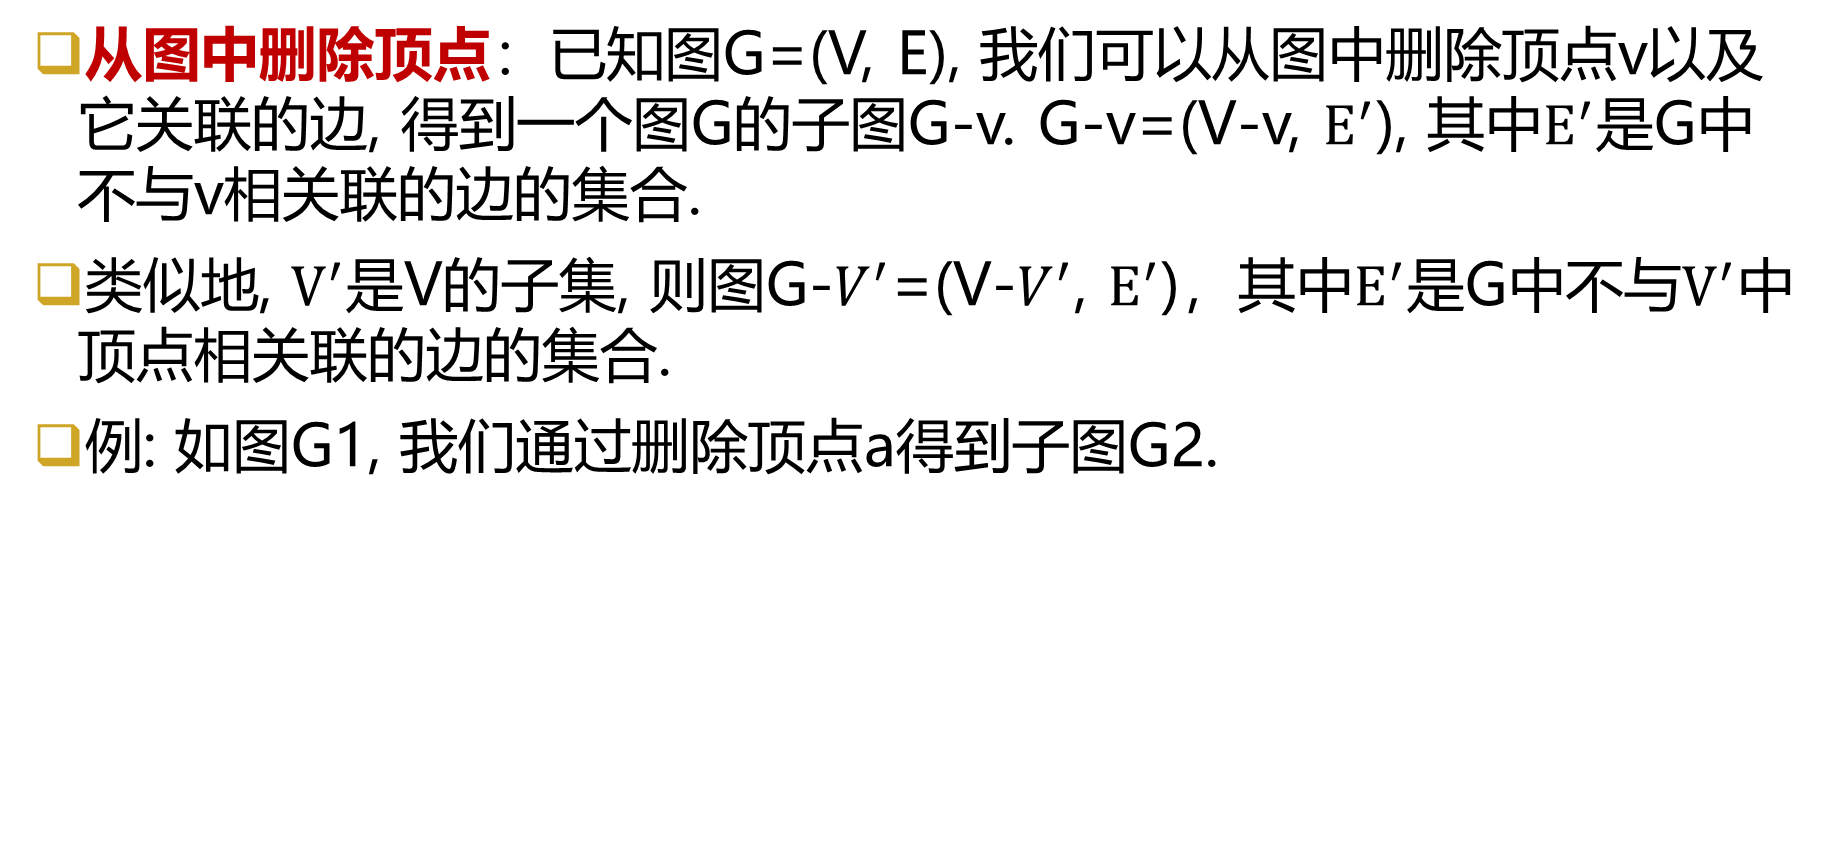 ❑从图中删除顶点：已知图G=(V, E), 我们可以从图中删除顶点v以及
它关联的边, 得到一个图G的子图G-v. G-v=(V-v, E′), 其中E′是G中
不与v相关联的边的集合.
❑类似地, V′是V的子集, 则图G-V′=(V-V′, E′)，其中E′是G中不与V′中
顶点相关联的边的集合.
❑例: 如图G1, 我们通过删除顶点a得到子图G2.